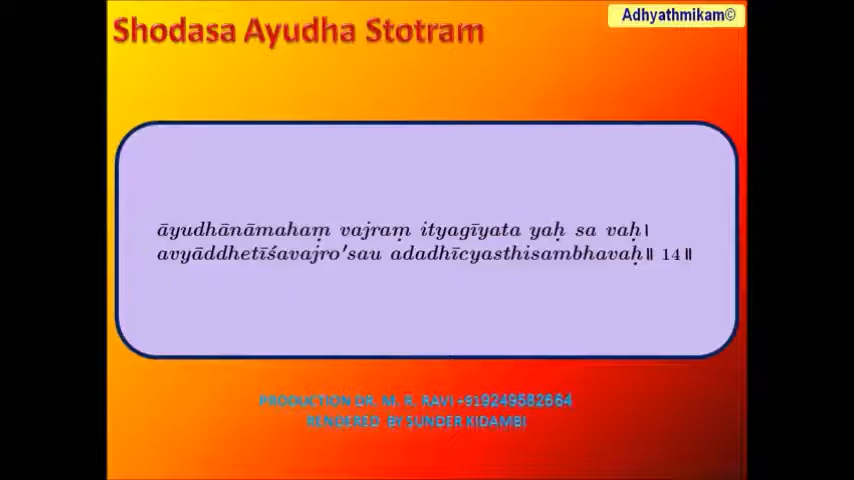 Shodasa Ayudha Stotram
Adhyathmikam©
āyudhānāmahaṃ vajraṃ ityagīyata yaḥ sa vaḥ।
avyāddhetīśavajro'sau adadhīcyasthisambhavaḥ॥ 14॥
PRODUCTION DR. M. R. RAVI +919249582664
RENDERED BY SUNDER KIDAMBI